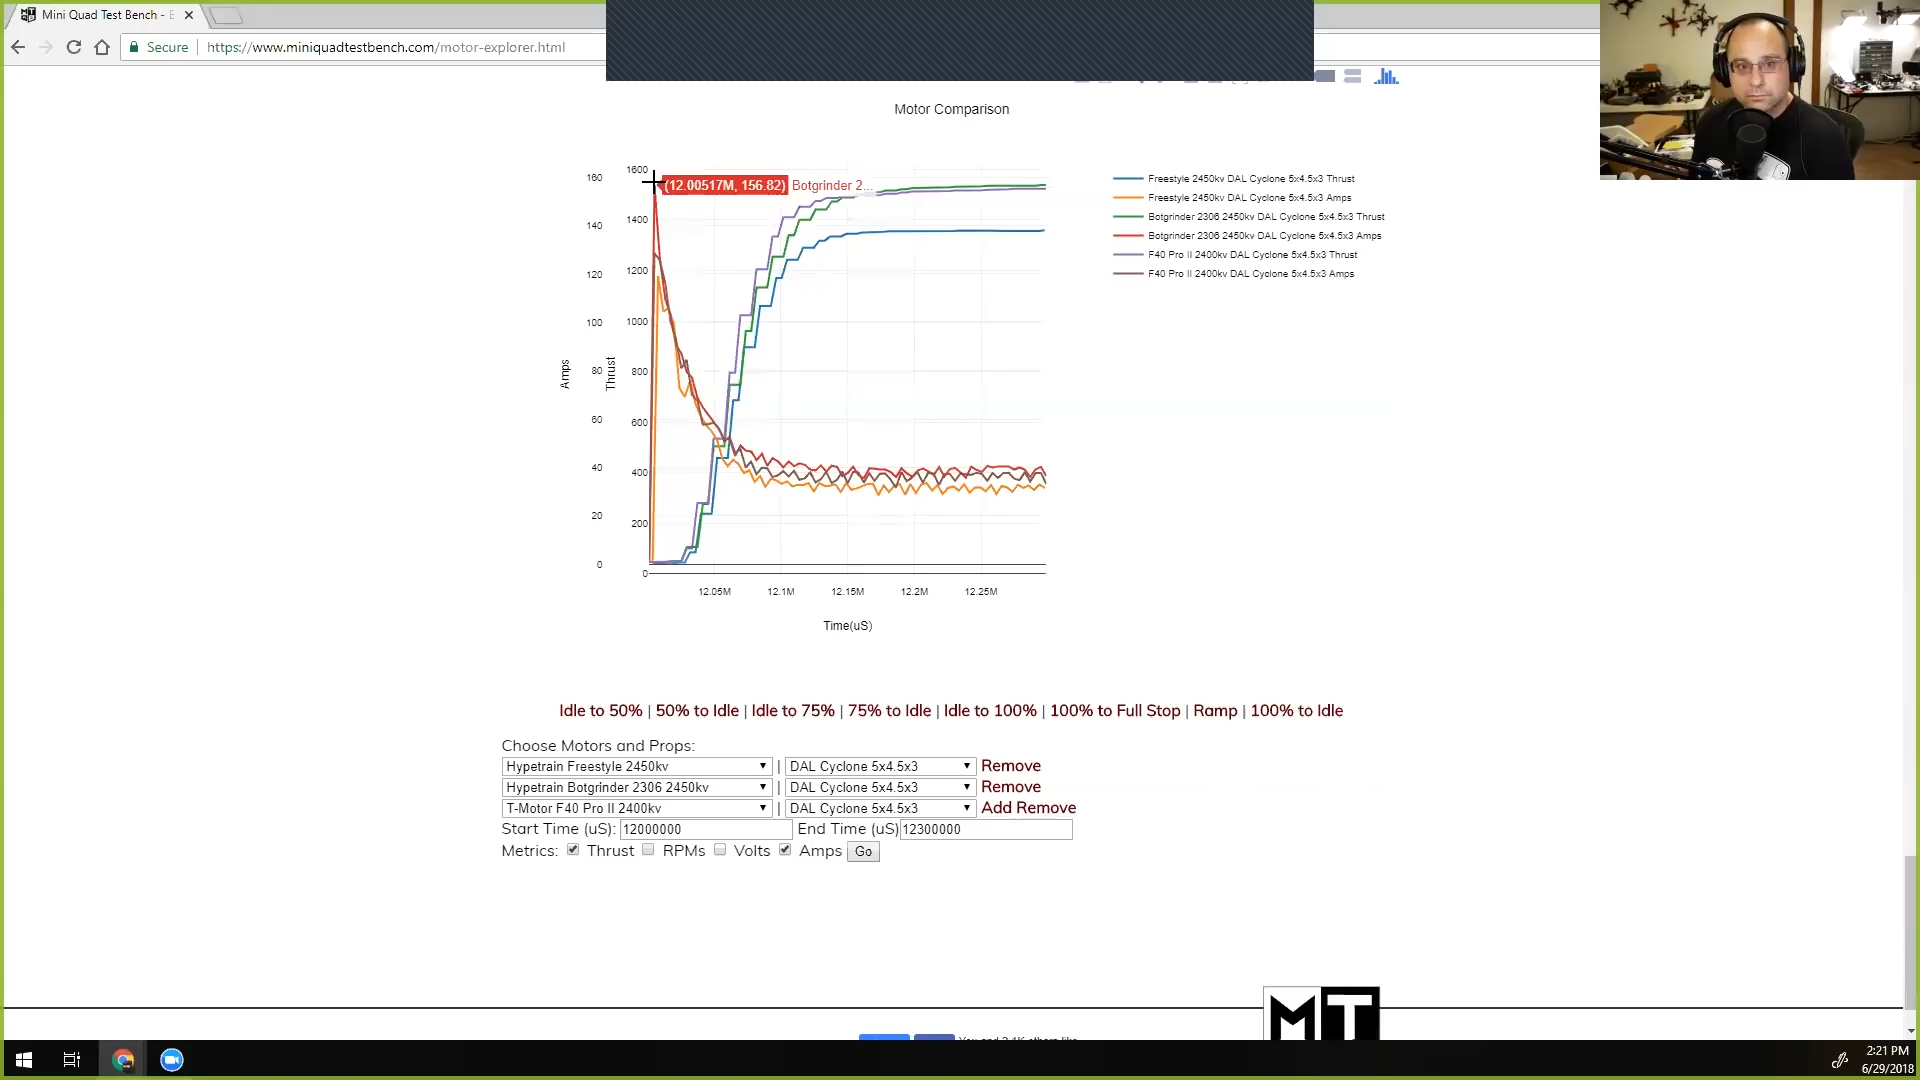 Mini Quad Test Bench - E
Secure
https://www.miniquadtestbench.com/motor-explorer.html
Motor Comparison
160
140
120
100
80
60
40
20
0
Amps
1600
1400
1200
1000
800
600
400
200
0
Thrust
(12.00517M, 156.82) Botgrinder 2...
Freestyle 2450kv DAL Cyclone 5x4.5x3 Thrust
Freestyle 2450kv DAL Cyclone 5x4.5x3 Amps
Botgrinder 2306 2450kv DAL Cyclone 5x4.5x3 Thrust
Botgrinder 2306 2450kv DAL Cyclone 5x4.5x3 Amps
F40 Pro II 2400kv DAL Cyclone 5x4.5x3 Thrust
F40 Pro II 2400kv DAL Cyclone 5x4.5x3 Amps
12.05M 12.1M 12.15M 12.2M 12.25M
Time(uS)
Idle to 50% | 50% to Idle | Idle to 75% | 75% to Idle | Idle to 100% | 100% to Full Stop | Ramp | 100% to Idle
Choose Motors and Props:
Hypetrain Freestyle 2450kv | DAL Cyclone 5x4.5x3 Remove
Hypetrain Botgrinder 2306 2450kv | DAL Cyclone 5x4.5x3 Remove
T-Motor F40 Pro II 2400kv | DAL Cyclone 5x4.5x3 Add Remove
Start Time (uS): 12000000 End Time (uS) 12300000
Metrics: Thrust RPMs Volts Amps Go
MT
2:21 PM
6/29/2018